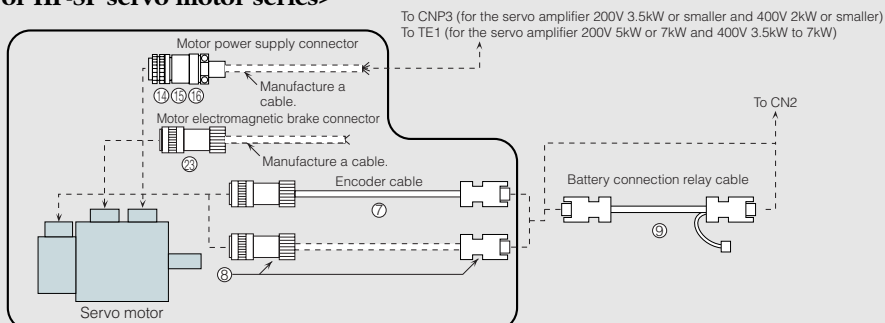 HF-SP servo motor series>
To CNP3 (for the servo amplifier 200V 3.5kW or smaller and 400V 2kW or smaller)
To TE1 (for the servo amplifier 200V 5kW or 7kW and 400V 3.5kW to 7kW)
Motor power supply connector
⑭⑮⑯
Manufacture a
cable.
Motor electromagnetic brake connector
㉓
Manufacture a cable.
To CN2
Encoder cable
⑦
Battery connection relay cable
⑨
⑧
Servo motor